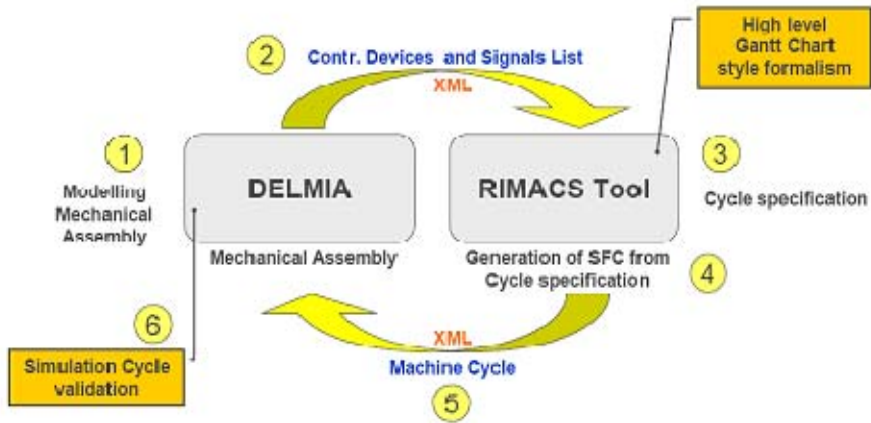 High level
Gantt Chart
style formalism
2
Contr. Devices and Signals List
XML
1
Modelling
Mechanical
Assembly
DELMIA
RIMACS Tool
3
Cycle specification
Mechanical Assembly
Generation of SFC from
Cycle specification
4
6
Simulation Cycle
validation
XML
Machine Cycle
5